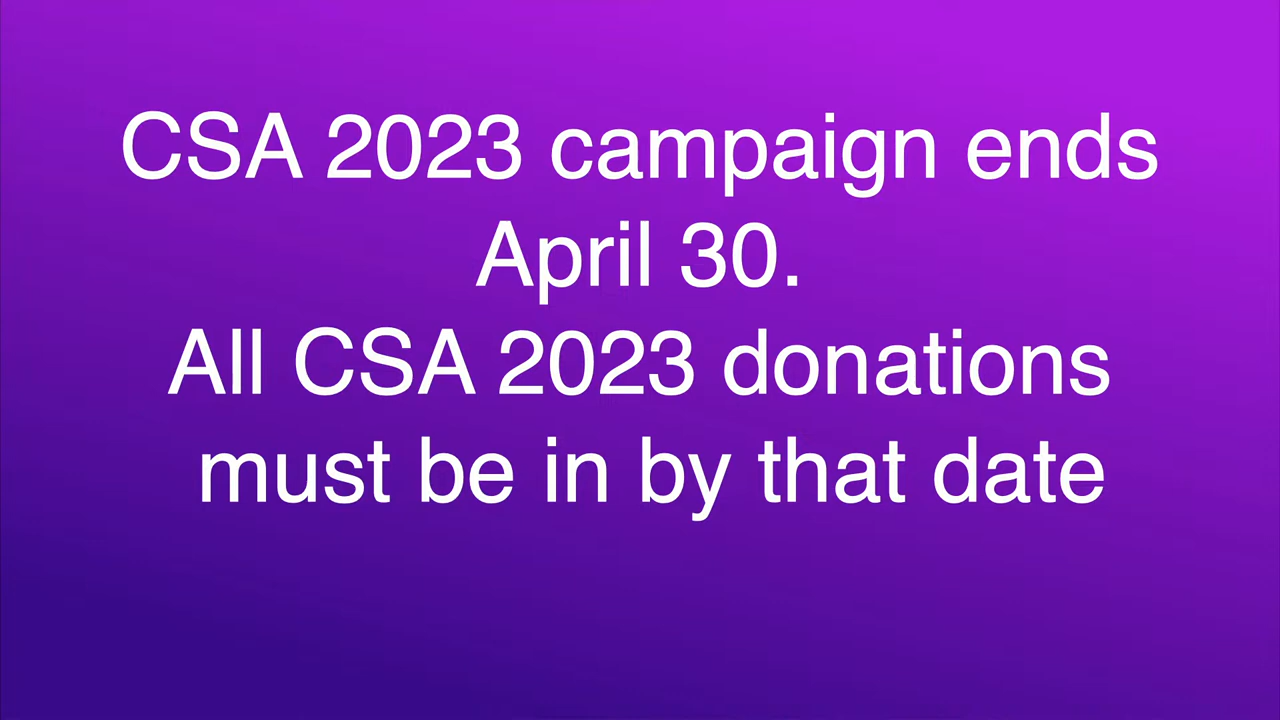 CSA 2023 campaign ends
April 30.
All CSA 2023 donations
must be in by that date